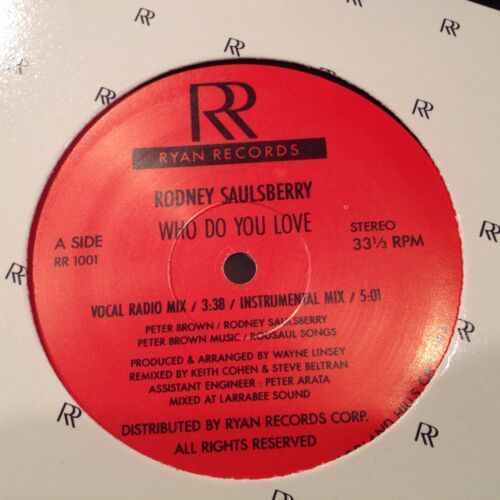 RR
RYAN RECORDS
RODNEY SAULSBERRY
WHO DO YOU LOVE
A SIDE
RR 1001
STEREO
33⅓ RPM
VOCAL RADIO MIX / 3:38 / INSTRUMENTAL MIX / 5:01
PETER BROWN / RODNEY SAULSBERRY
PETER BROWN MUSIC / RODSAUL SONGS
PRODUCED & ARRANGED BY WAYNE LINSEY
REMIXED BY KEITH COHEN & STEVE BELTRAN
ASSISTANT ENGINEER : PETER ARATA
MIXED AT LARRABEE SOUND
DISTRIBUTED BY RYAN RECORDS CORP.
ALL RIGHTS RESERVED
HILLS CA